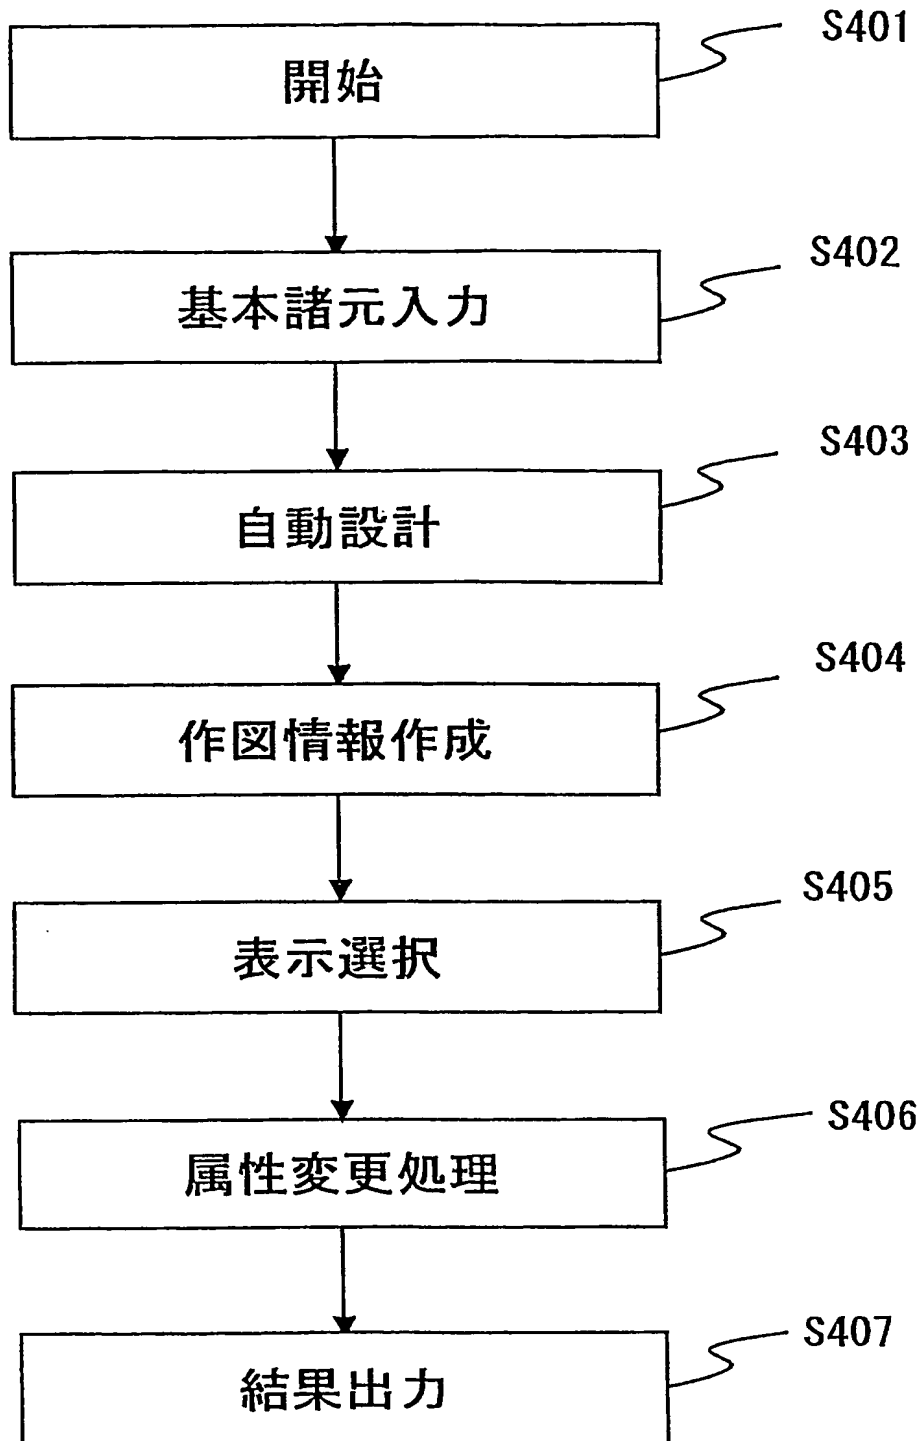 S401
開始
S402
基本諸元入力
S403
自動設計
S404
作図情報作成
S405
表示選択
S406
属性変更処理
S407
結果出力